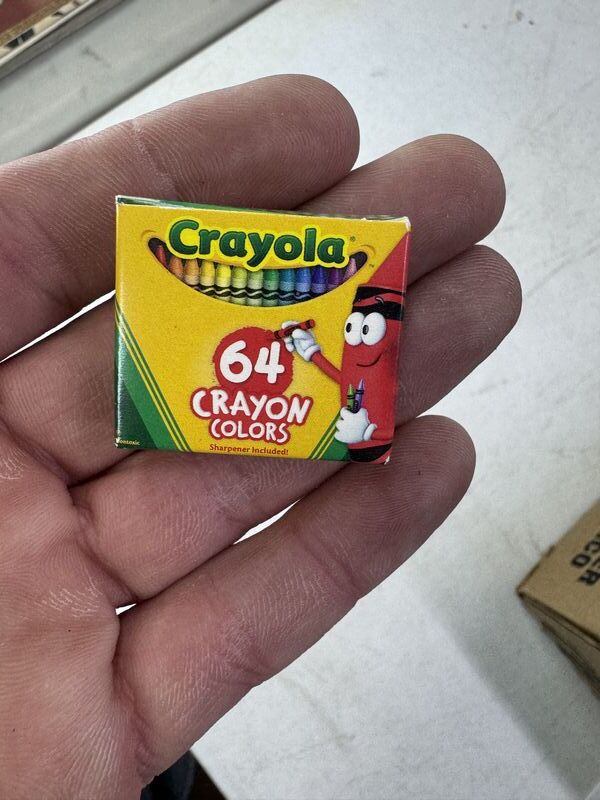 Crayola®
64
CRAYON
COLORS
Sharpener Included!